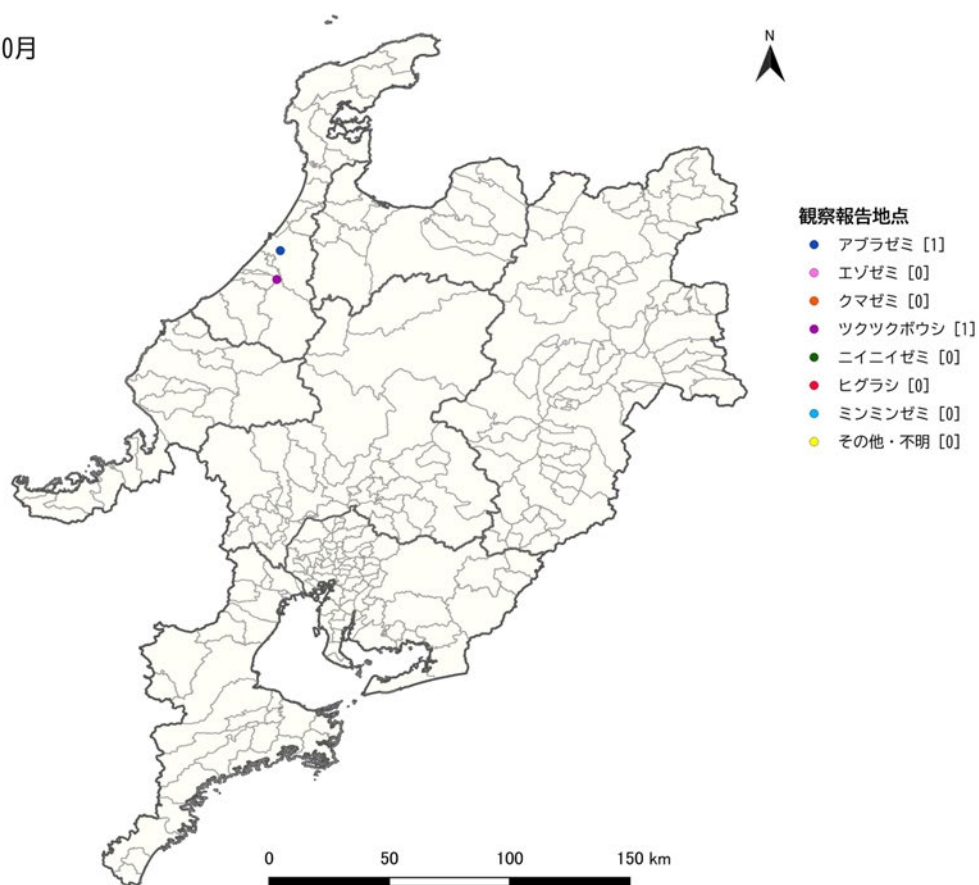 0月
N
観察報告地点
アブラゼミ [1]
エゾゼミ [0]
クマゼミ [0]
ツクツクボウシ [1]
ニイニイゼミ [0]
ヒグラシ [0]
ミンミンゼミ [0]
その他・不明 [0]
0 50 100 150 km